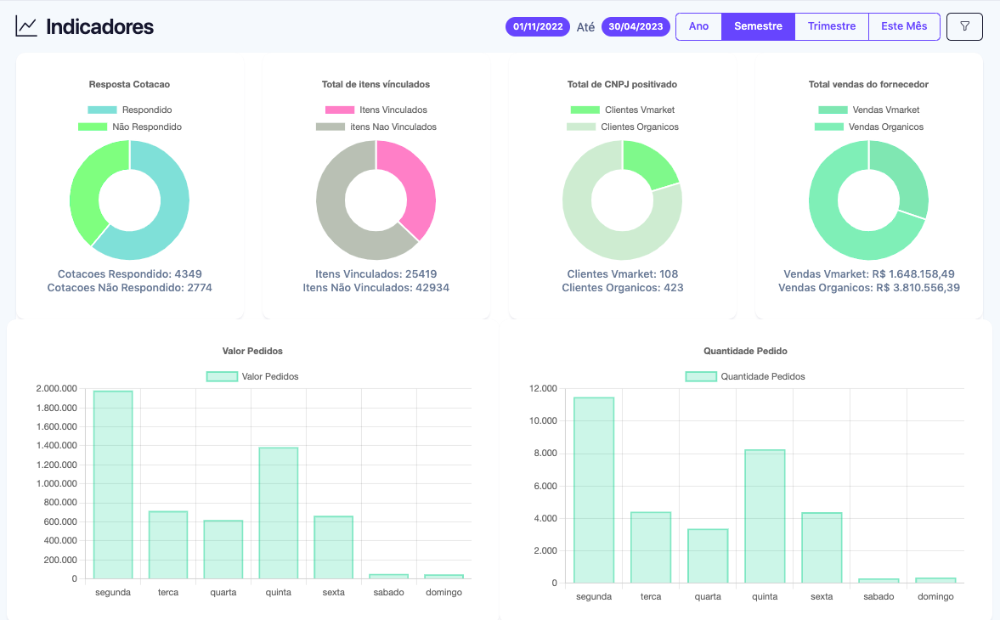 Indicadores
01/11/2022 Até 30/04/2023 Ano Semestre Trimestre Este Mês
Resposta Cotacao
Respondido
Não Respondido
Cotacoes Respondido: 4349
Cotacoes Não Respondido: 2774
Total de itens vínculados
Itens Vinculados
itens Nao Vinculados
Itens Vinculados: 25419
Itens Não Vinculados: 42934
Total de CNPJ positivado
Clientes Vmarket
Clientes Organicos
Clientes Vmarket: 108
Clientes Organicos: 423
Total vendas do fornecedor
Vendas Vmarket
Vendas Organicos
Vendas Vmarket: R$ 1.648.158,49
Vendas Organicos: R$ 3.810.556,39
Valor Pedidos
Valor Pedidos
2.000.000
1.800.000
1.600.000
1.400.000
1.200.000
1.000.000
800.000
600.000
400.000
200.000
0
segunda terca quarta quinta sexta sabado domingo
Quantidade Pedido
Quantidade Pedidos
12.000
10.000
8.000
6.000
4.000
2.000
0
segunda terca quarta quinta sexta sabado domingo